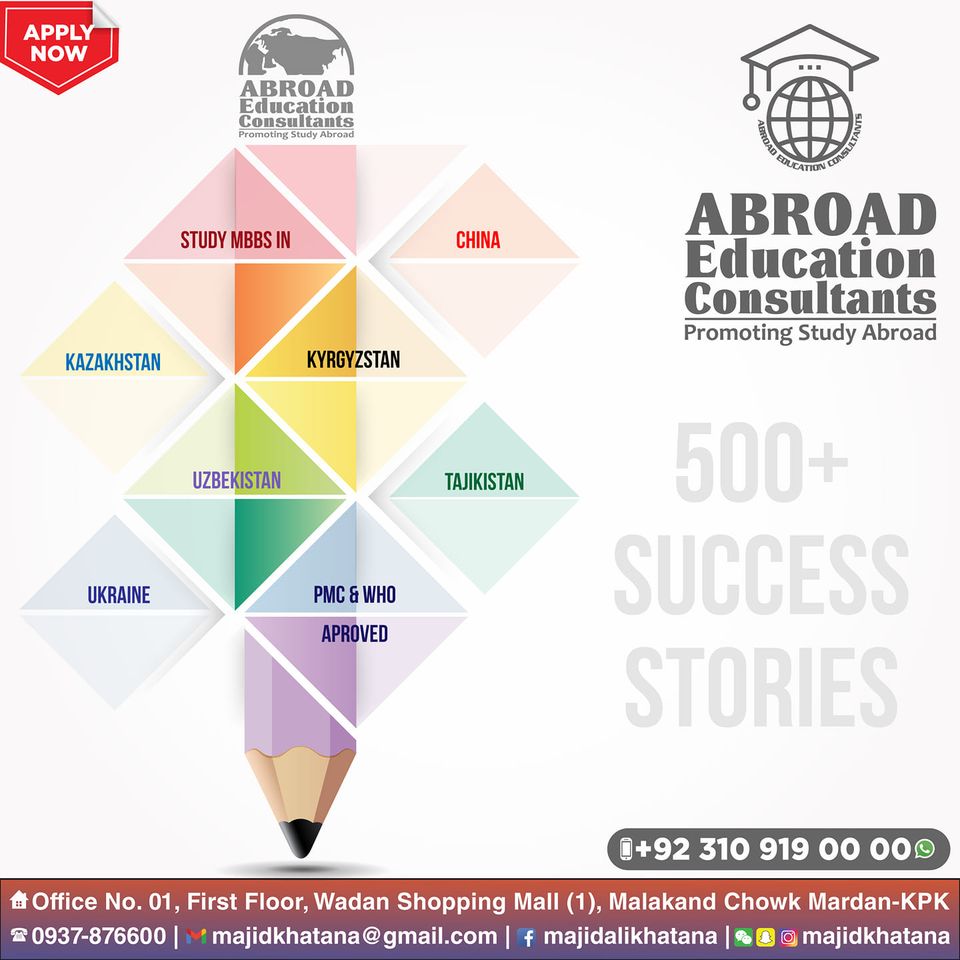 APPLY
NOW
ABROAD
Education
Consultants
Promoting Study Abroad
ABROAD EDUCATION CONSULTANTS
ABROAD
Education
Consultants
Promoting Study Abroad
STUDY MBBS IN
CHINA
KAZAKHSTAN
KYRGYZSTAN
UZBEKISTAN
TAJIKISTAN
UKRAINE
PMC & WHO
APROVED
500+
SUCCESS
STORIES
+92 310 919 00 00
Office No. 01, First Floor, Wadan Shopping Mall (1), Malakand Chowk Mardan-KPK
0937-876600 | majidkhatana@gmail.com | majidalikhatana | majidkhatana